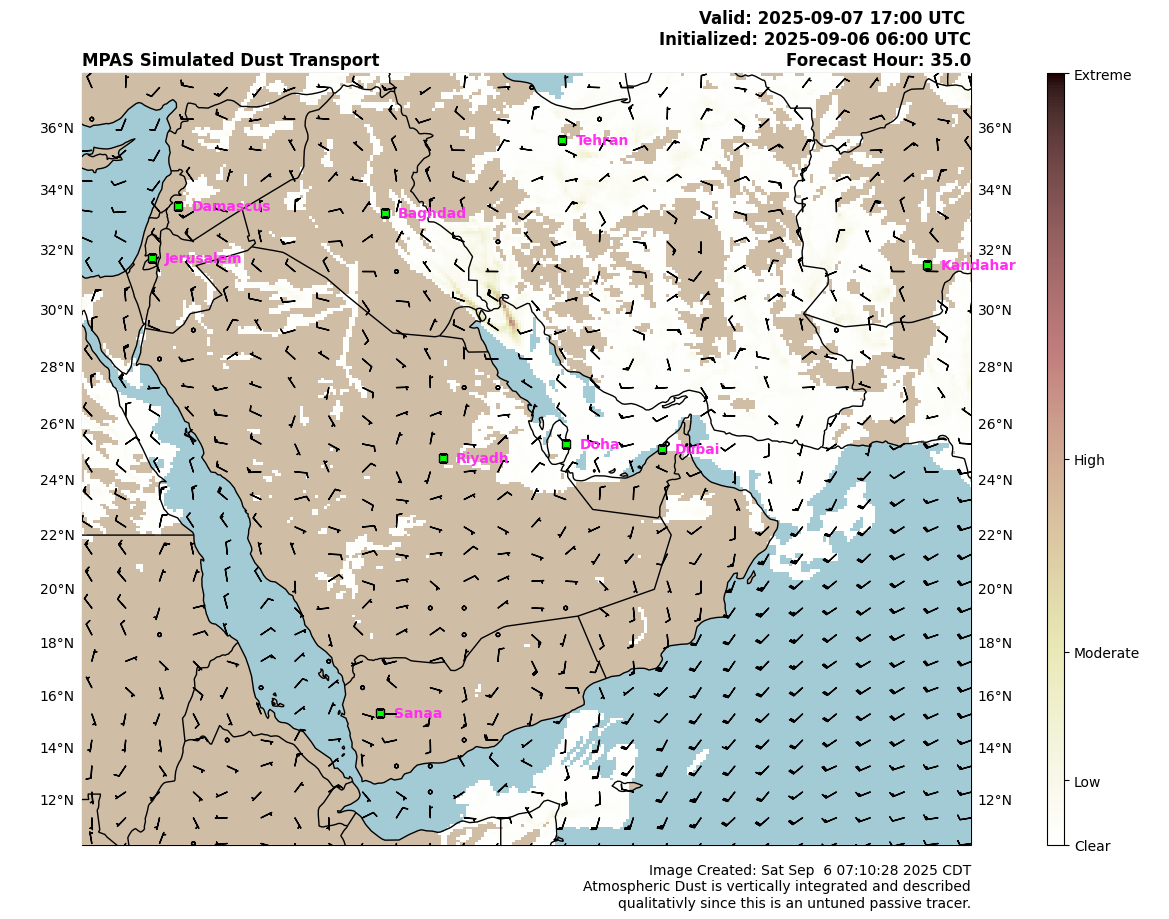 Valid: 2025-09-07 17:00 UTC
Initialized: 2025-09-06 06:00 UTC
MPAS Simulated Dust Transport
Forecast Hour: 35.0
Extreme
36°N
36°N
Tehran
34°N
34°N
Damascus
Baghdad
32°N
32°N
Jerusalem
Kandahar
30°N
30°N
28°N
28°N
26°N
26°N
Doha
Dubai
Riyadh
High
24°N
24°N
22°N
22°N
20°N
20°N
18°N
18°N
Moderate
16°N
16°N
Sanaa
14°N
14°N
Low
12°N
12°N
Clear
Image Created: Sat Sep  6 07:10:28 2025 CDT
Atmospheric Dust is vertically integrated and described
qualitativly since this is an untuned passive tracer.